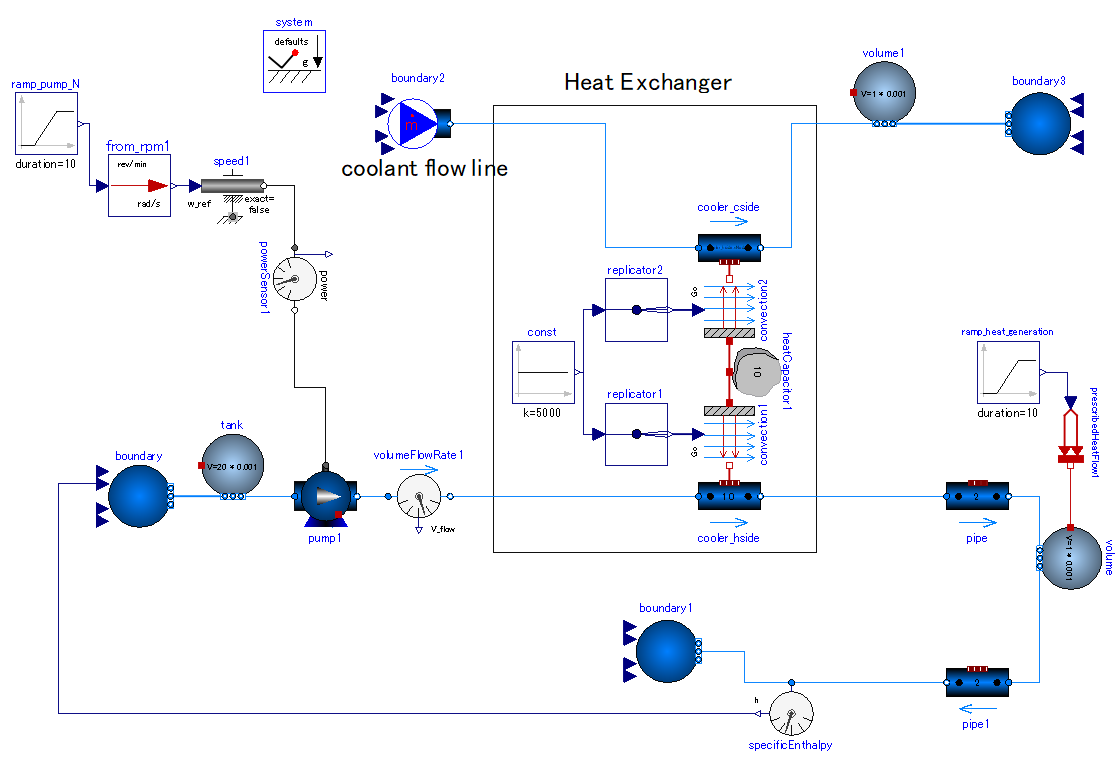 system
defaults
g
ramp_pump_N
duration=10
from_rpm1
rev/min
rad/s
speed1
w_ref
exact=
false
powerSensor1
power
boundary2
ṁ
coolant flow line
Heat Exchanger
volume1
V=1 * 0.001
boundary3
cooler_cside
replicator2
Gc
convection2
const
k=5000
heatCapacitor1
10
replicator1
Gc
convection1
ramp_heat_generation
duration=10
prescribedHeatFlow1
boundary
tank
V=20 * 0.001
pump1
volumeFlowRate1
V_flow
10
cooler_hside
2
pipe
V=1 * 0.001
volume
boundary1
h
specificEnthalpy
2
pipe1